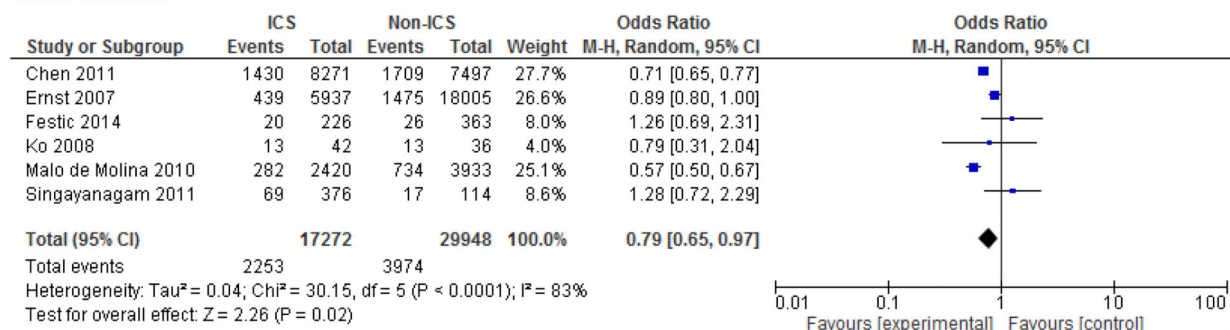 ICS Non-ICS Odds Ratio Odds Ratio
Study or Subgroup Events Total Events Total Weight M-H, Random, 95% CI M-H, Random, 95% CI
Chen 2011 1430 8271 1709 7497 27.7% 0.71 [0.65, 0.77]
Ernst 2007 439 5937 1475 18005 26.6% 0.89 [0.80, 1.00]
Festic 2014 20 226 26 363 8.0% 1.26 [0.69, 2.31]
Ko 2008 13 42 13 36 4.0% 0.79 [0.31, 2.04]
Malo de Molina 2010 282 2420 734 3933 25.1% 0.57 [0.50, 0.67]
Singayanagam 2011 69 376 17 114 8.6% 1.28 [0.72, 2.29]
Total (95% CI) 17272 29948 100.0% 0.79 [0.65, 0.97]
Total events 2253 3974
Heterogeneity: Tau² = 0.04; Chi² = 30.15, df = 5 (P < 0.0001); I² = 83%
Test for overall effect: Z = 2.26 (P = 0.02)
0.01 0.1 1 10 100
Favours [experimental] Favours [control]